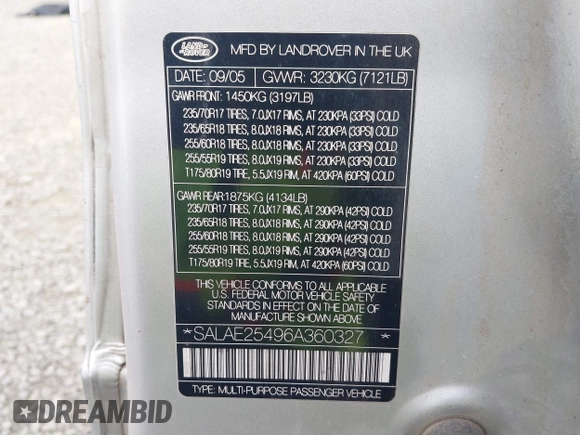 LAND ROVER
MFD BY LANDROVER IN THE UK
DATE: 09/05 GVWR: 3230KG (7121LB)
GAWR FRONT: 1450KG (3197LB)
235/70R17 TIRES, 7.0JX17 RIMS, AT 230KPA (33PSI) COLD
235/65R18 TIRES, 8.0JX18 RIMS, AT 230KPA (33PSI) COLD
255/60R18 TIRES, 8.0JX18 RIMS, AT 230KPA (33PSI) COLD
255/55R19 TIRES, 8.0JX19 RIMS, AT 230KPA (33PSI) COLD
T175/80R19 TIRE, 5.5JX19 RIM, AT 420KPA (60PSI) COLD
GAWR REAR:1875KG (4134LB)
235/70R17 TIRES, 7.0JX17 RIMS, AT 290KPA (42PSI) COLD
235/65R18 TIRES, 8.0JX18 RIMS, AT 290KPA (42PSI) COLD
255/60R18 TIRES, 8.0JX18 RIMS, AT 290KPA (42PSI) COLD
255/55R19 TIRES, 8.0JX19 RIMS, AT 290KPA (42PSI) COLD
T175/80R19 TIRE, 5.5JX19 RIM, AT 420KPA (60PSI) COLD
THIS VEHICLE CONFORMS TO ALL APPLICABLE
U.S. FEDERAL MOTOR VEHICLE SAFETY
STANDARDS IN EFFECT ON THE DATE OF
MANUFACTURE SHOWN ABOVE.
*SALAE25496A360327*
TYPE: MULTI-PURPOSE PASSENGER VEHICLE
DREAMBID